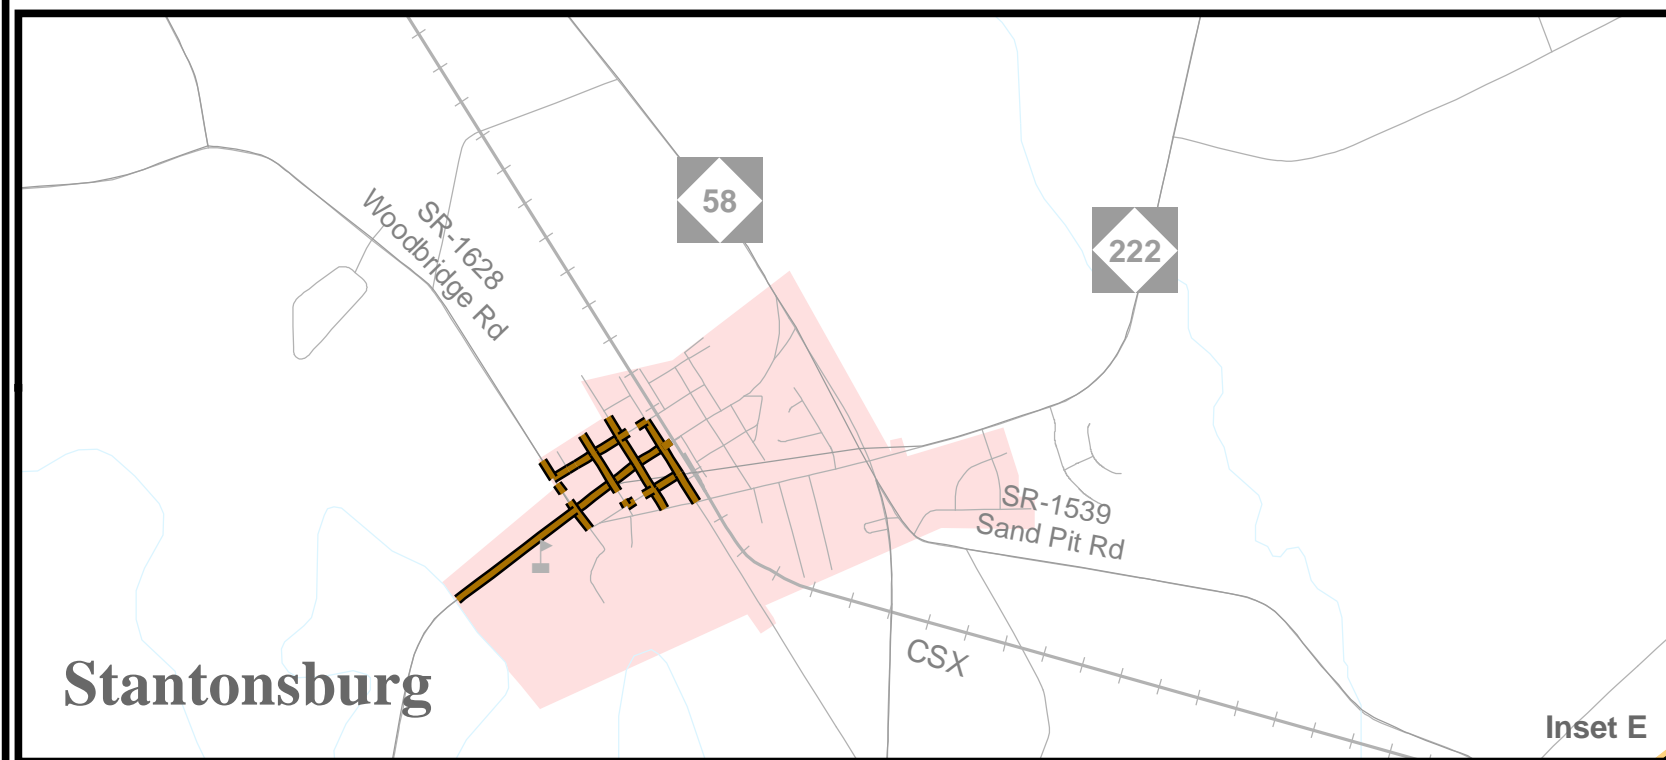 58
SR-1628
Woodbridge Rd
222
SR-1539
Sand Pit Rd
CSX
Stantonsburg
Inset E